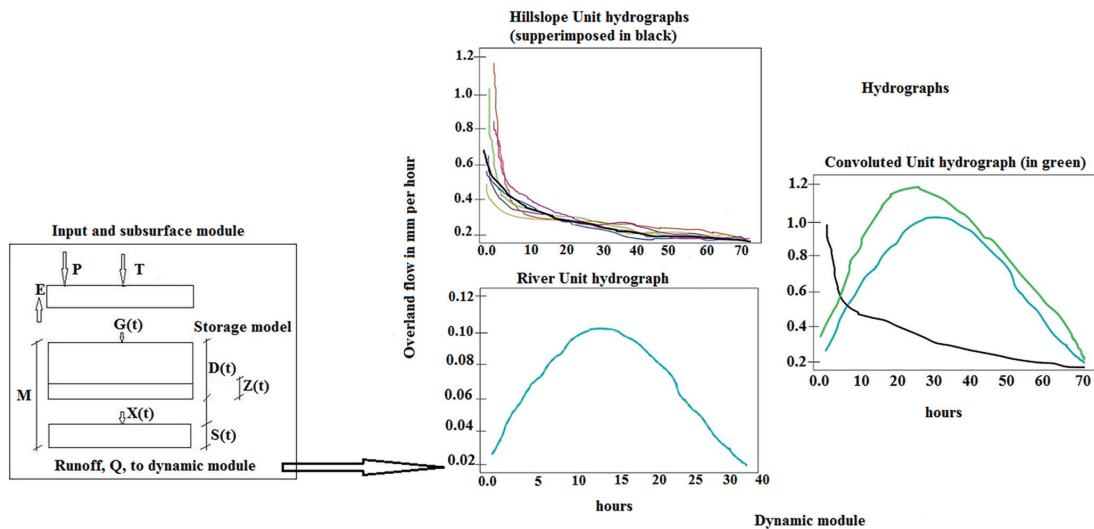 Hillslope Unit hydrographs
(supperimposed in black)
1.2
1.0
0.8
0.6
0.4
0.2
0.0 10 20 30 40 50 60 70
Overland flow in mm per hour
River Unit hydrograph
0.12
0.10
0.08
0.06
0.04
0.02
0.0 5 10 15 20 25 30 40
hours
Hydrographs
Convoluted Unit hydrograph (in green)
1.2
1.0
0.8
0.6
0.4
0.2
0.0 10 20 30 40 50 60 70
hours
Input and subsurface module
P T
E
G(t)
Storage model
D(t)
Z(t)
M
X(t)
S(t)
Runoff, Q, to dynamic module
Dynamic module